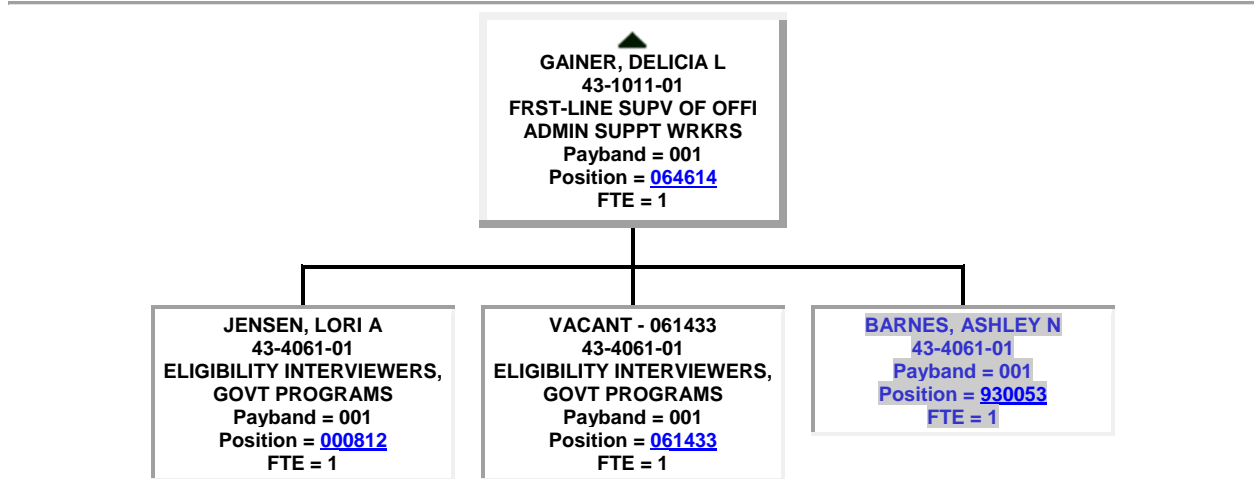 GAINER, DELICIA L
43-1011-01
FRST-LINE SUPV OF OFFI
ADMIN SUPPT WRKRS
Payband = 001
Position = 064614
FTE = 1
JENSEN, LORI A
43-4061-01
ELIGIBILITY INTERVIEWERS,
GOVT PROGRAMS
Payband = 001
Position = 000812
FTE = 1
VACANT - 061433
43-4061-01
ELIGIBILITY INTERVIEWERS,
GOVT PROGRAMS
Payband = 001
Position = 061433
FTE = 1
BARNES, ASHLEY N
43-4061-01
Payband = 001
Position = 930053
FTE = 1